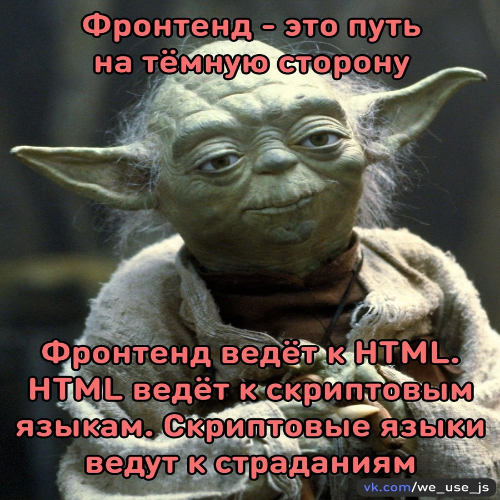 Фронтенд - это путь
на тёмную сторону
Фронтенд ведёт к HTML.
HTML ведёт к скриптовым
языкам. Скриптовые языки
ведут к страданиям
vk.com/we_use_js